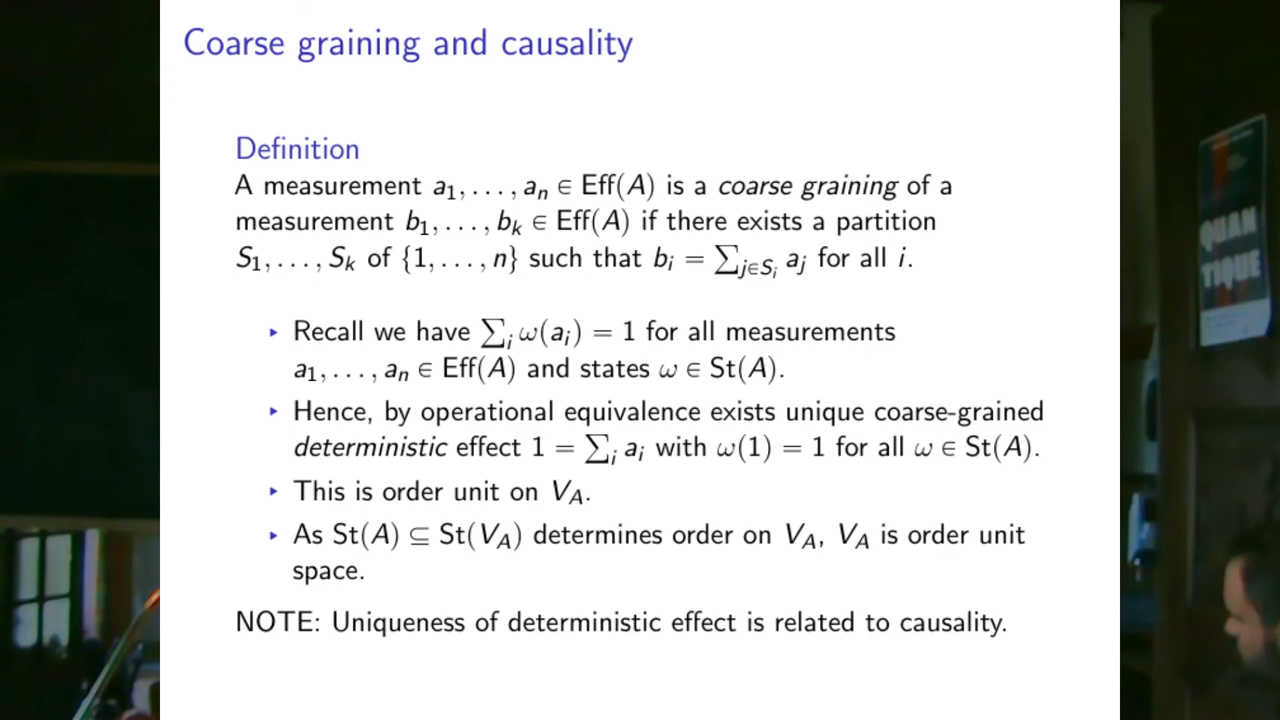 Coarse graining and causality
Definition
A measurement a₁, . . . , aₙ ∈ Eff(A) is a coarse graining of a
measurement b₁, . . . , bₖ ∈ Eff(A) if there exists a partition
S₁, . . . , Sₖ of {1, . . . , n} such that bᵢ = ∑_{j∈Sᵢ} aⱼ for all i.
▸ Recall we have ∑ᵢ ω(aᵢ) = 1 for all measurements
a₁, . . . , aₙ ∈ Eff(A) and states ω ∈ St(A).
▸ Hence, by operational equivalence exists unique coarse-grained
deterministic effect 1 = ∑ᵢ aᵢ with ω(1) = 1 for all ω ∈ St(A).
▸ This is order unit on V_A.
▸ As St(A) ⊆ St(V_A) determines order on V_A, V_A is order unit
space.
NOTE: Uniqueness of deterministic effect is related to causality.
QUAN
TIQUE